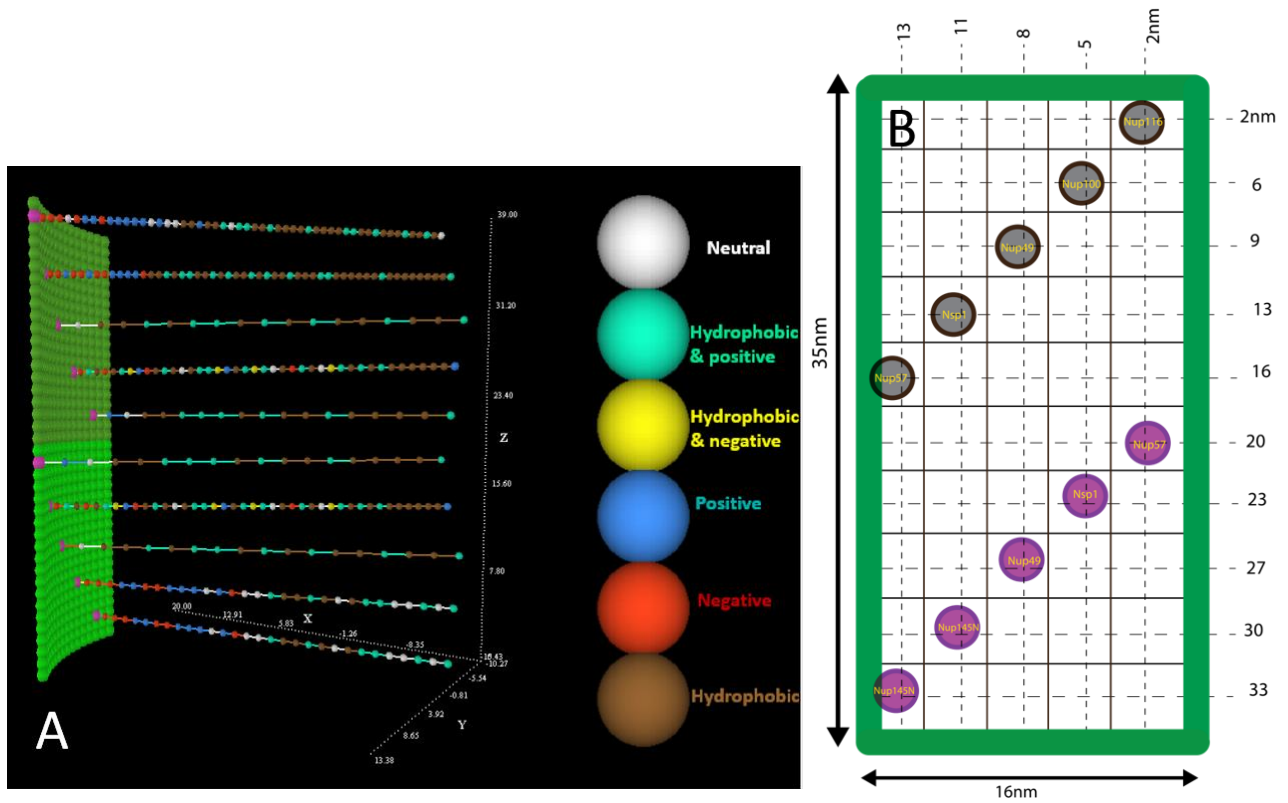 39.00
31.20
23.40
Z
15.60
7.80
20.00
12.91
X
5.83
-1.26
-8.35
-10.27
-5.54
-0.81
3.92
Y
8.65
13.38
A
Neutral
Hydrophobic
& positive
Hydrophobic
& negative
Positive
Negative
Hydrophobic
13
11
8
5
2nm
B
35nm
16nm
Nup116
2nm
Nup100
6
Nup49
9
Nsp1
13
Nup57
16
Nup57
20
Nsp1
23
Nup49
27
Nup145N
30
Nup145N
33